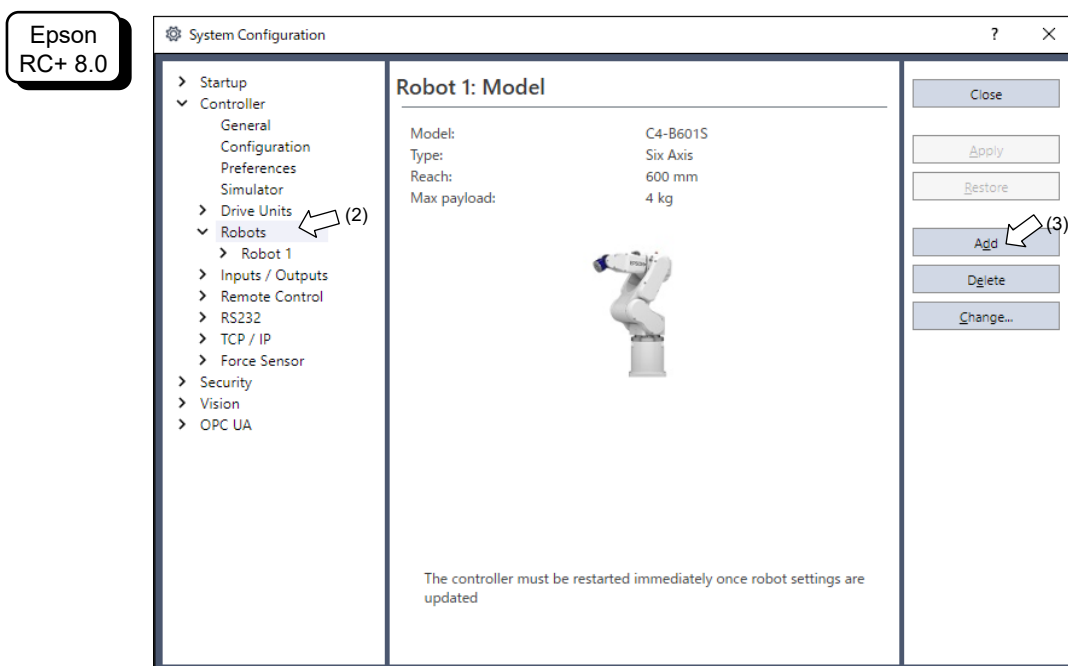 Epson
RC+ 8.0
System Configuration
?
Startup
Controller
General
Configuration
Preferences
Simulator
Drive Units
(2)
Robots
Robot 1
Inputs / Outputs
Remote Control
RS232
TCP / IP
Force Sensor
Security
Vision
OPC UA
Robot 1: Model
Model: C4-B601S
Type: Six Axis
Reach: 600 mm
Max payload: 4 kg
The controller must be restarted immediately once robot settings are
updated
Close
Apply
Restore
(3)
Add
Delete
Change...